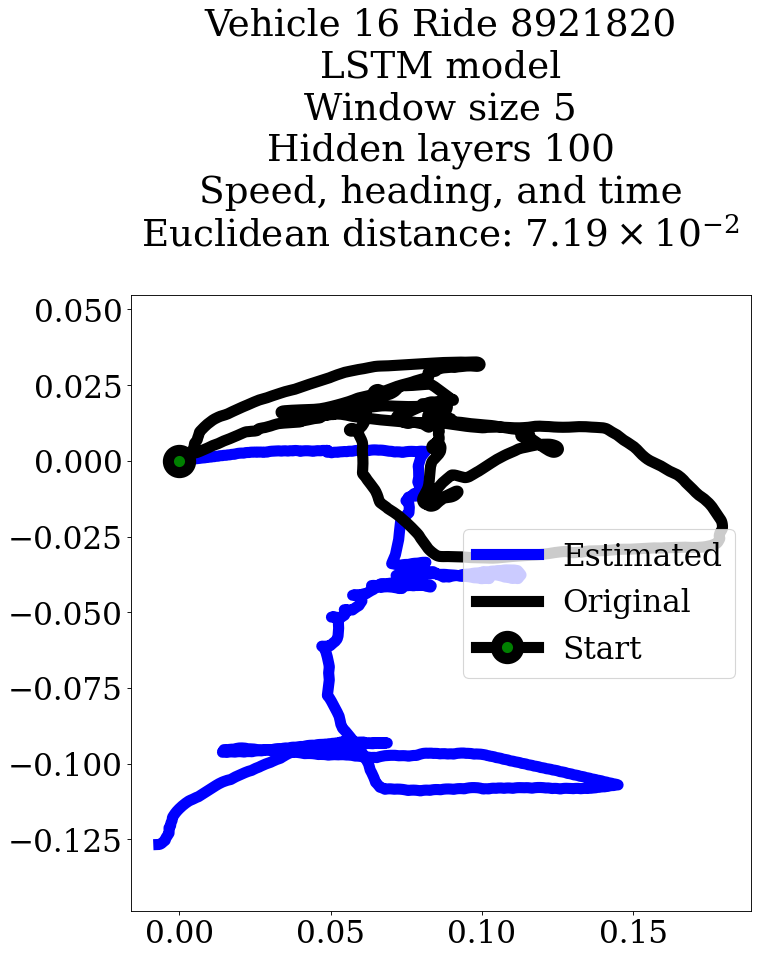 Vehicle 16 Ride 8921820
LSTM model
Window size 5
Hidden layers 100
Speed, heading, and time
Euclidean distance: 7.19 × 10⁻²
0.050
0.025
0.000
−0.025
−0.050
−0.075
−0.100
−0.125
Estimated
Original
Start
0.00 0.05 0.10 0.15